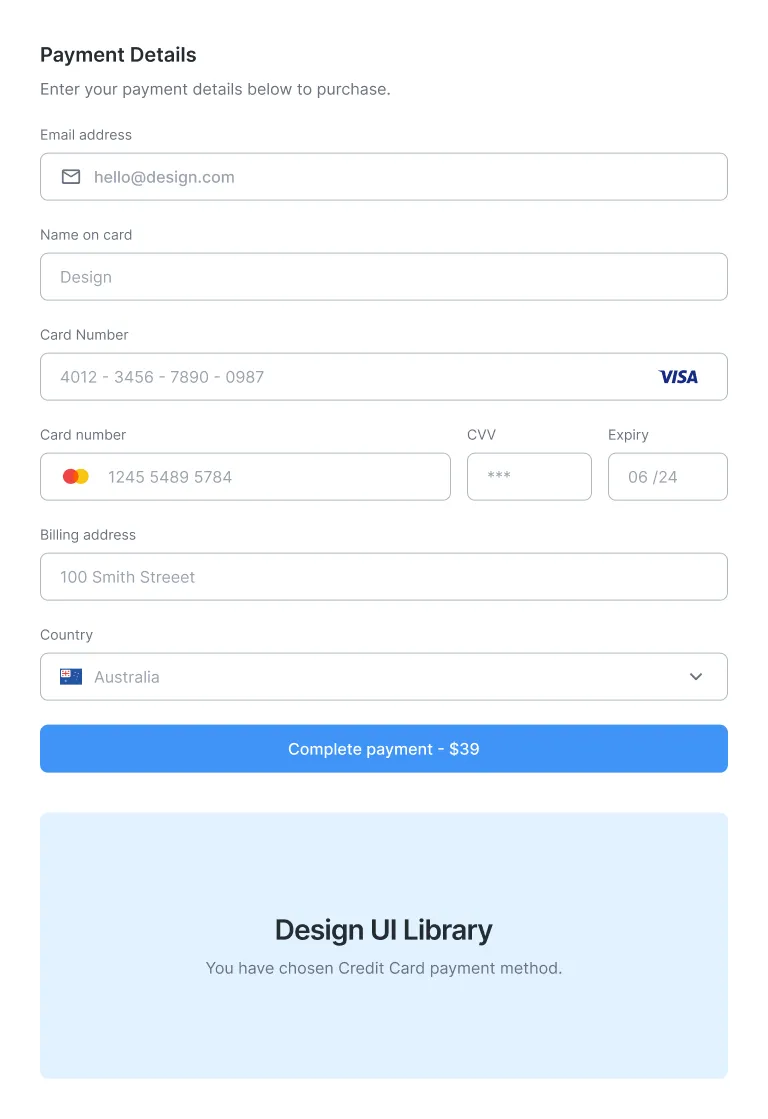 Payment Details
Enter your payment details below to purchase.
Email address
hello@design.com
Name on card
Design
Card Number
4012 - 3456 - 7890 - 0987 VISA
Card number CVV Expiry
1245 5489 5784 *** 06 /24
Billing address
100 Smith Streeet
Country
Australia
Complete payment - $39
Design UI Library
You have chosen Credit Card payment method.